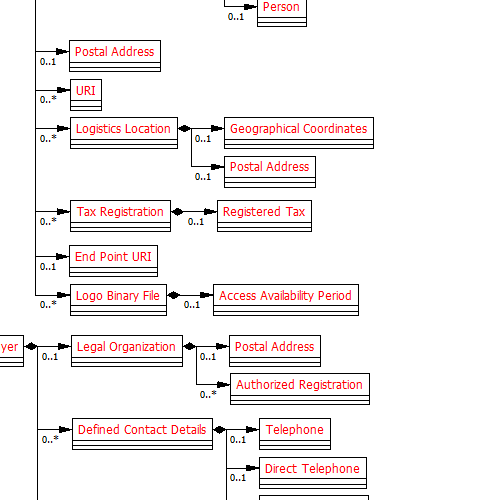 Person
0..1
Postal Address
0..1
URI
0..*
Logistics Location
0..*
Geographical Coordinates
0..1
Postal Address
0..1
Tax Registration
0..*
Registered Tax
0..1
End Point URI
0..1
Logo Binary File
0..*
Access Availability Period
0..1
yer
Legal Organization
0..1
Postal Address
0..1
Authorized Registration
0..*
Defined Contact Details
0..*
Telephone
0..1
Direct Telephone
0..1